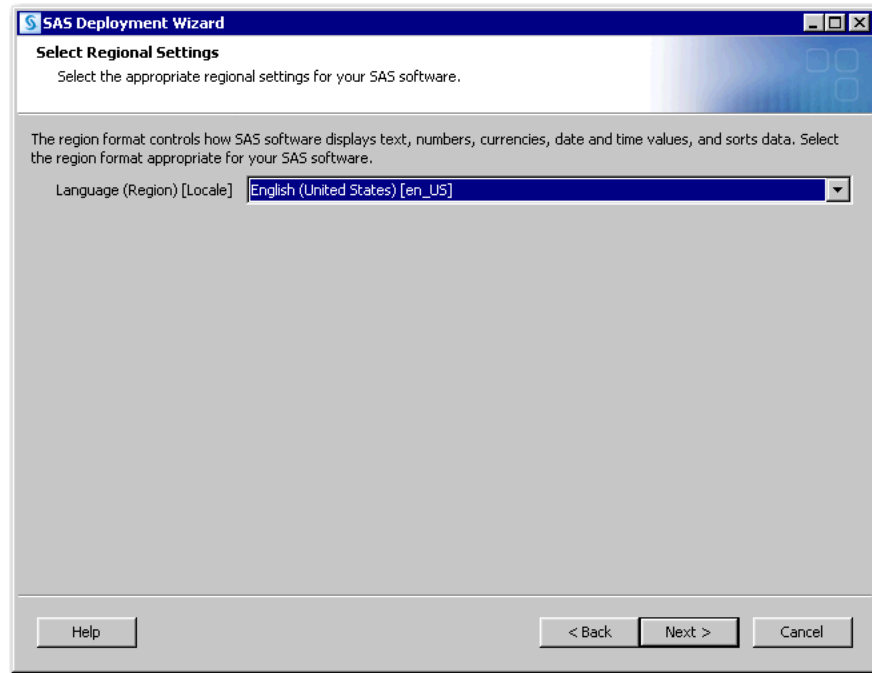 SAS Deployment Wizard
Select Regional Settings
Select the appropriate regional settings for your SAS software.
The region format controls how SAS software displays text, numbers, currencies, date and time values, and sorts data. Select
the region format appropriate for your SAS software.
Language (Region) [Locale] English (United States) [en_US]
Help < Back Next > Cancel